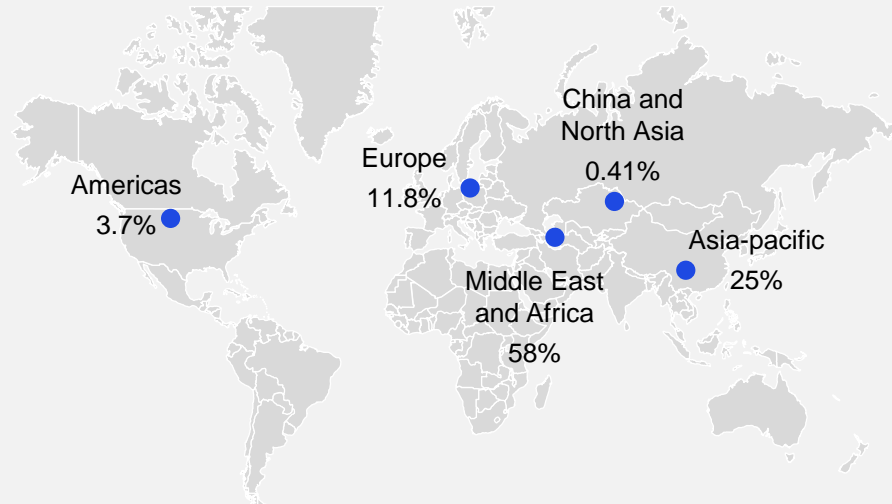 China and
North Asia
0.41%
Europe
11.8%
Americas
3.7%
Asia-pacific
25%
Middle East
and Africa
58%